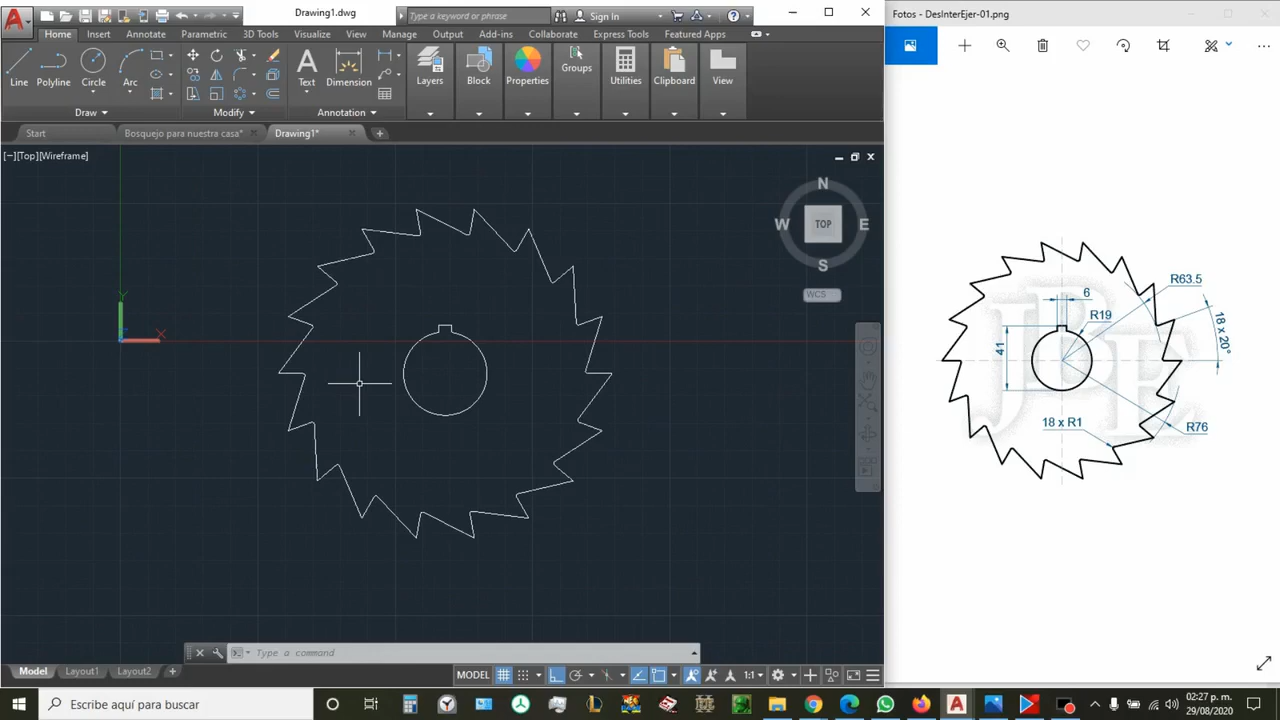 Drawing1.dwg
Type a keyword or phrase
Sign In
Fotos - DesInterEjer-01.png
Home
Insert
Annotate
Parametric
3D Tools
Visualize
View
Manage
Output
Add-ins
Collaborate
Express Tools
Featured Apps
Line
Polyline
Circle
Arc
Text
Dimension
Layers
Block
Properties
Groups
Utilities
Clipboard
View
Draw
Modify
Annotation
Start
Bosquejo para nuestra casa*
Drawing1*
[−][Top][Wireframe]
N
W
TOP
E
S
WCS
Y
X
6
R63.5
R19
18 x 20°
41
18 x R1
R76
Type a command
Model
Layout1
Layout2
MODEL
1:1
Escribe aquí para buscar
02:27 p. m.
29/08/2020